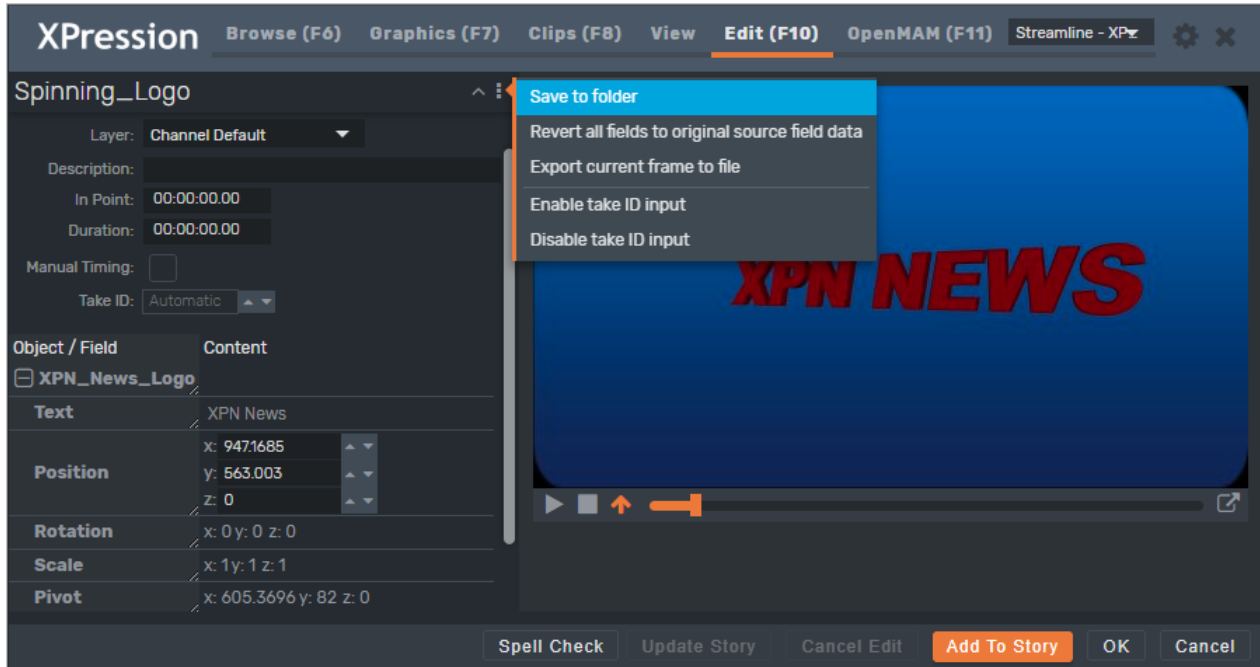 XPression Browse (F6) Graphics (F7) Clips (F8) View Edit (F10) OpenMAM (F11) Streamline - XP
Spinning_Logo
Save to folder
Revert all fields to original source field data
Export current frame to file
Enable take ID input
Disable take ID input
Layer: Channel Default
Description:
In Point: 00:00:00.00
Duration: 00:00:00.00
Manual Timing:
Take ID: Automatic
XPN NEWS
Object / Field Content
XPN_News_Logo
Text XPN News
Position x: 947.1685
y: 563.003
z: 0
Rotation x: 0 y: 0 z: 0
Scale x: 1 y: 1 z: 1
Pivot x: 605.3696 y: 82 z: 0
Spell Check Update Story Cancel Edit Add To Story OK Cancel